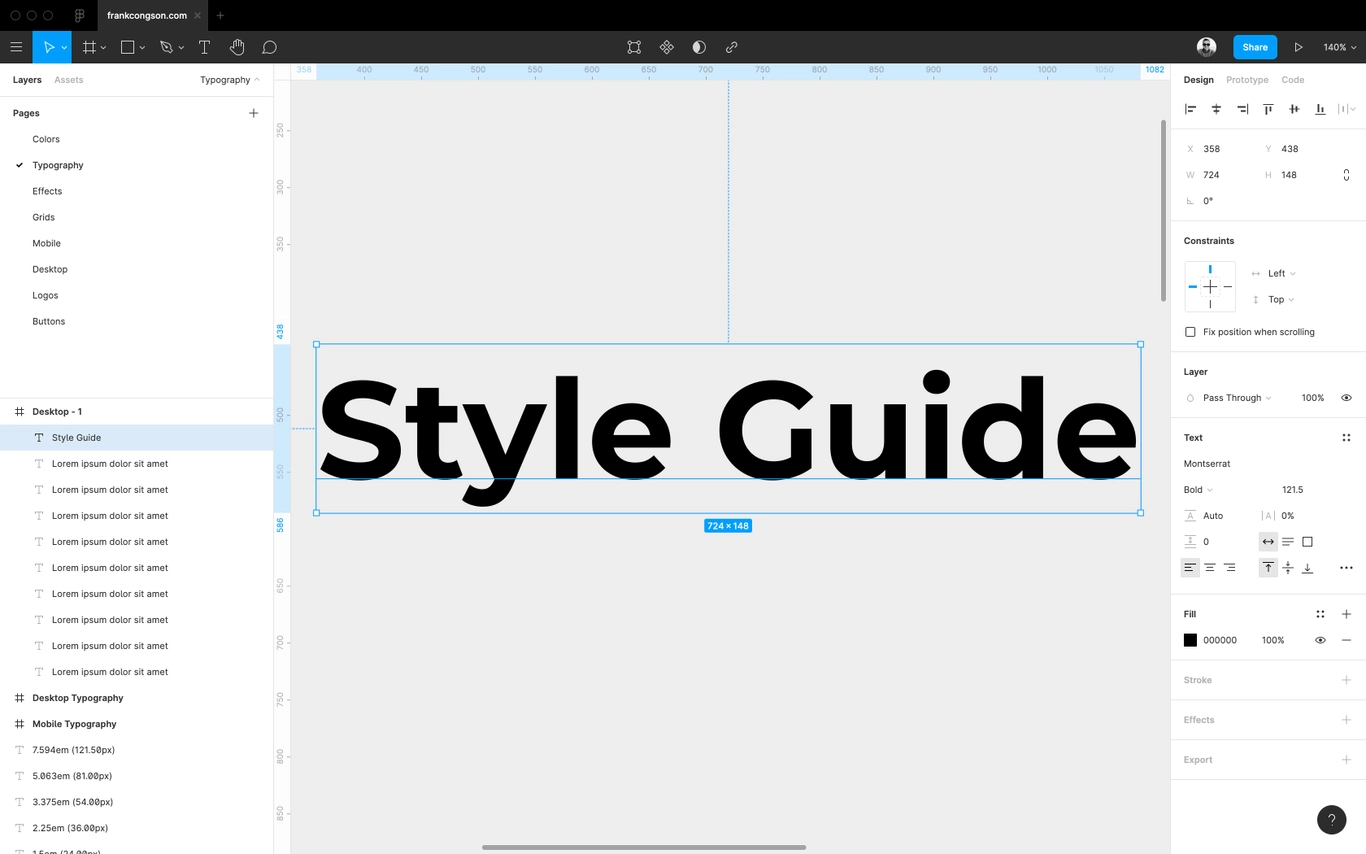 frankcongson.com
Share
140%
Layers
Assets
Typography
Pages
Colors
Typography
Effects
Grids
Mobile
Desktop
Logos
Buttons
Desktop - 1
Style Guide
Lorem ipsum dolor sit amet
Lorem ipsum dolor sit amet
Lorem ipsum dolor sit amet
Lorem ipsum dolor sit amet
Lorem ipsum dolor sit amet
Lorem ipsum dolor sit amet
Lorem ipsum dolor sit amet
Lorem ipsum dolor sit amet
Lorem ipsum dolor sit amet
Desktop Typography
Mobile Typography
7.594em (121.50px)
5.063em (81.00px)
3.375em (54.00px)
2.25em (36.00px)
1.5em (24.00px)
358 400 450 500 550 600 650 700 750 800 850 900 950 1000 1050 1082
250
300
350
438
500
550
586
650
700
750
800
850
Style Guide
724 × 148
Design Prototype Code
X 358 Y 438
W 724 H 148
0°
Constraints
Left
Top
Fix position when scrolling
Layer
Pass Through 100%
Text
Montserrat
Bold 121.5
A Auto |A| 0%
0
Fill
000000 100%
Stroke
Effects
Export
?